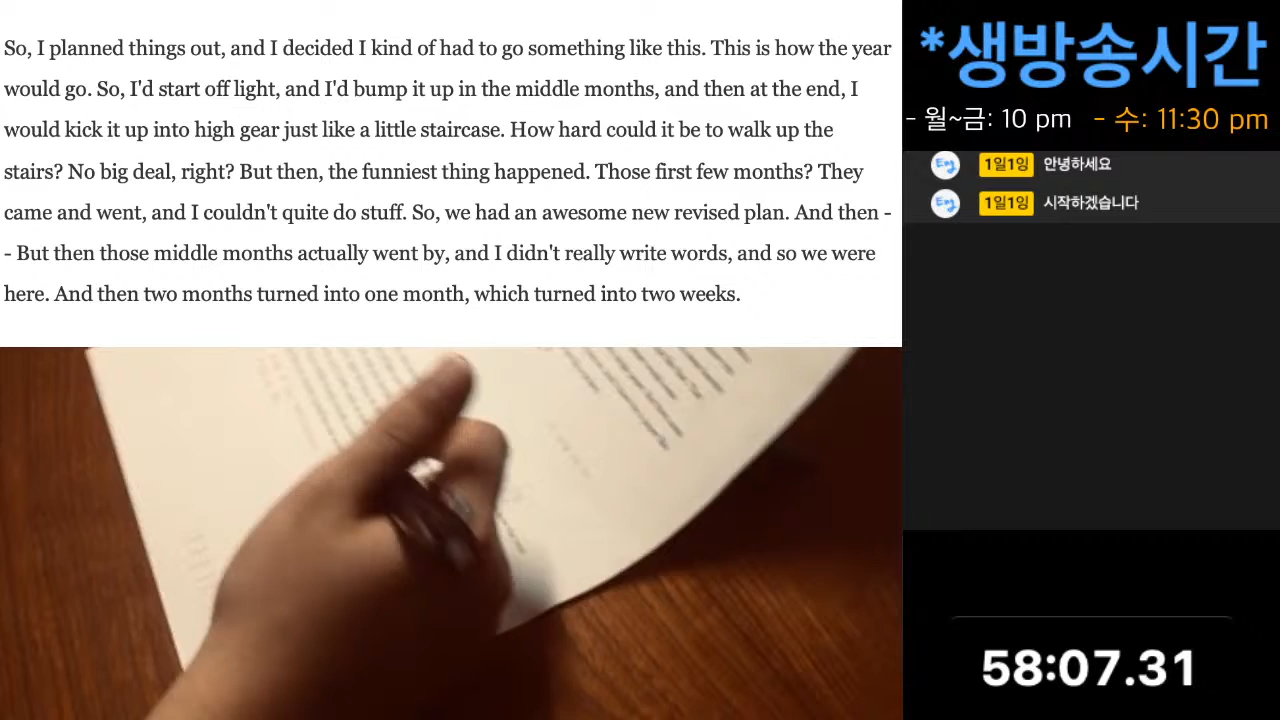 So, I planned things out, and I decided I kind of had to go something like this. This is how the year
would go. So, I'd start off light, and I'd bump it up in the middle months, and then at the end, I
would kick it up into high gear just like a little staircase. How hard could it be to walk up the
stairs? No big deal, right? But then, the funniest thing happened. Those first few months? They
came and went, and I couldn't quite do stuff. So, we had an awesome new revised plan. And then -
- But then those middle months actually went by, and I didn't really write words, and so we were
here. And then two months turned into one month, which turned into two weeks.
*생방송시간
- 월~금: 10 pm - 수: 11:30 pm
Eng 1일1잉 안녕하세요
Eng 1일1잉 시작하겠습니다
58:07.31